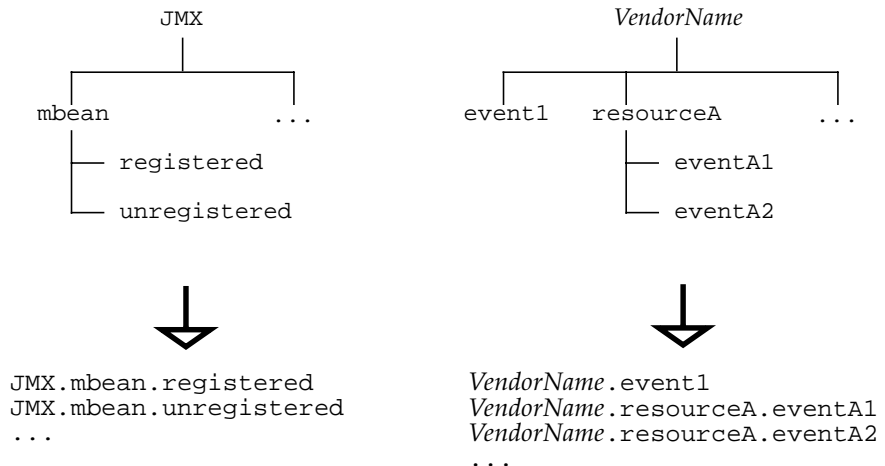 JMX
VendorName
mbean
...
event1
resourceA
...
registered
unregistered
eventA1
eventA2
JMX.mbean.registered
JMX.mbean.unregistered
...
VendorName.event1
VendorName.resourceA.eventA1
VendorName.resourceA.eventA2
...